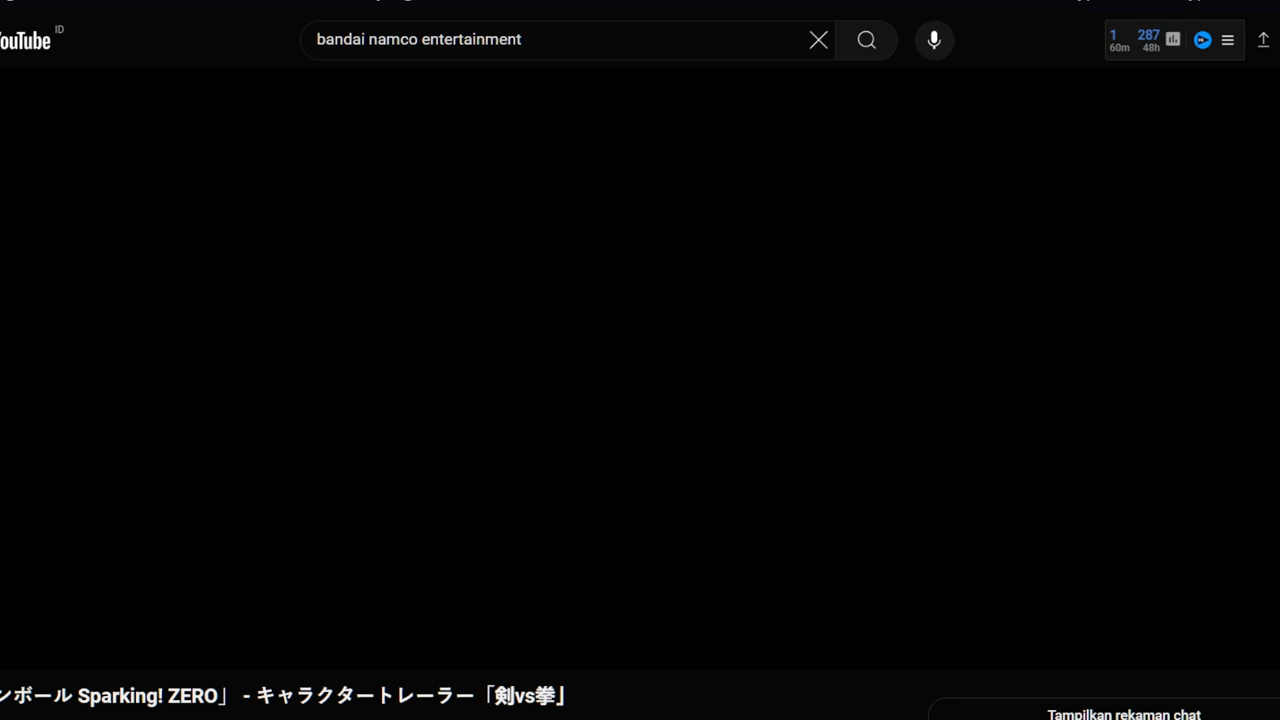 YouTube ID
bandai namco entertainment
1 287
60m 48h
ンボール Sparking! ZERO」 - キャラクタートレーラー「剣vs拳」
Tampilkan rekaman chat